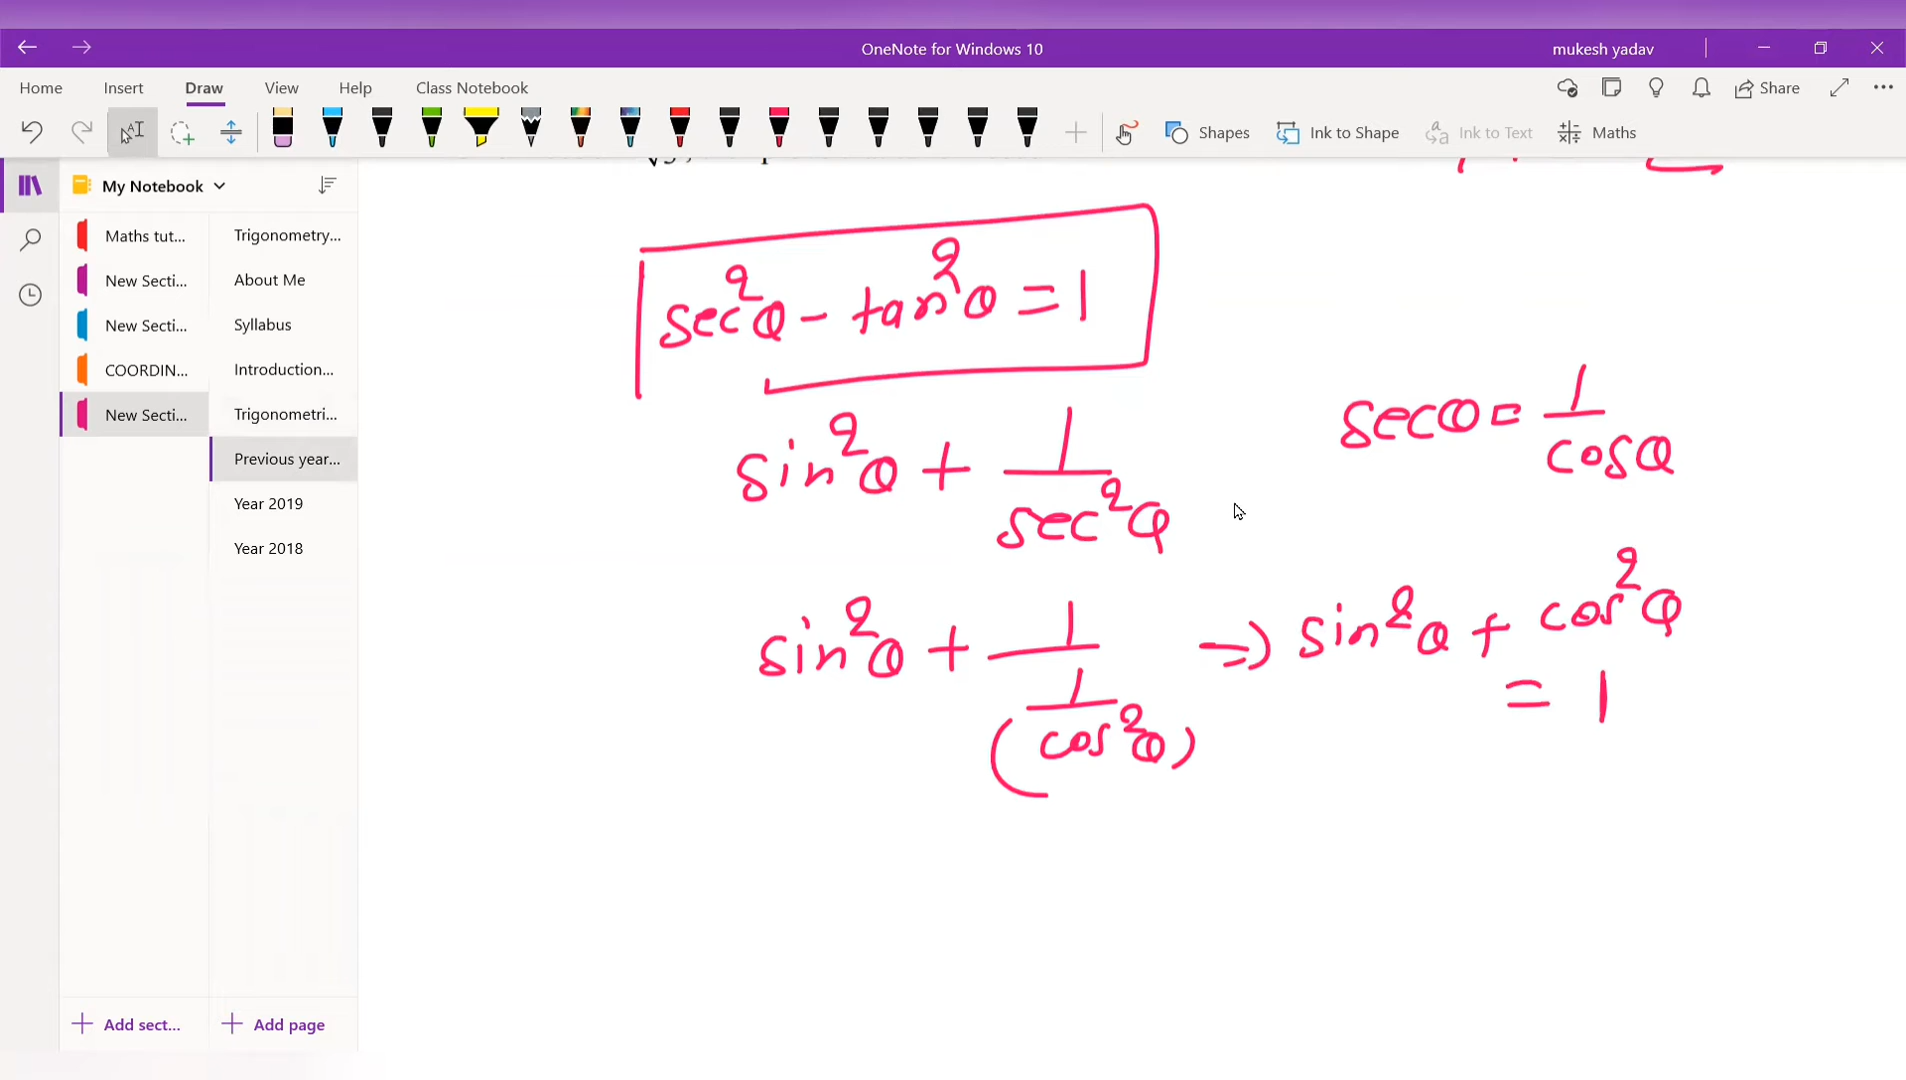 OneNote for Windows 10
mukesh yadav
Home Insert Draw View Help Class Notebook
Share
Shapes Ink to Shape Ink to Text Maths
My Notebook
Maths tut...
New Secti...
New Secti...
COORDIN...
New Secti...
Trigonometry...
About Me
Syllabus
Introduction...
Trigonometri...
Previous year...
Year 2019
Year 2018
Add sect...
Add page
sec²θ - tan²θ = 1
sin²θ + 1/sec²θ
secθ = 1/cosθ
sin²θ + 1/(1/cos²θ) => sin²θ + cos²θ
= 1